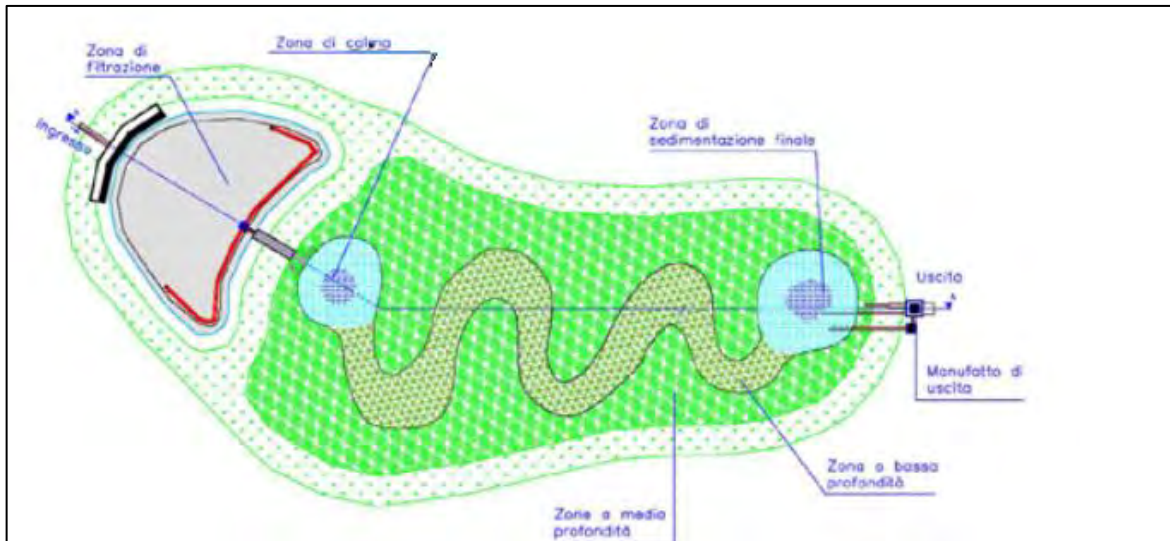 Zona di
filtrazione
Zona di calma
Ingresso
Zona di
sedimentazione finale
Uscita
Manufatto di
uscita
Zona a bassa
profondità
Zone a media
profondità